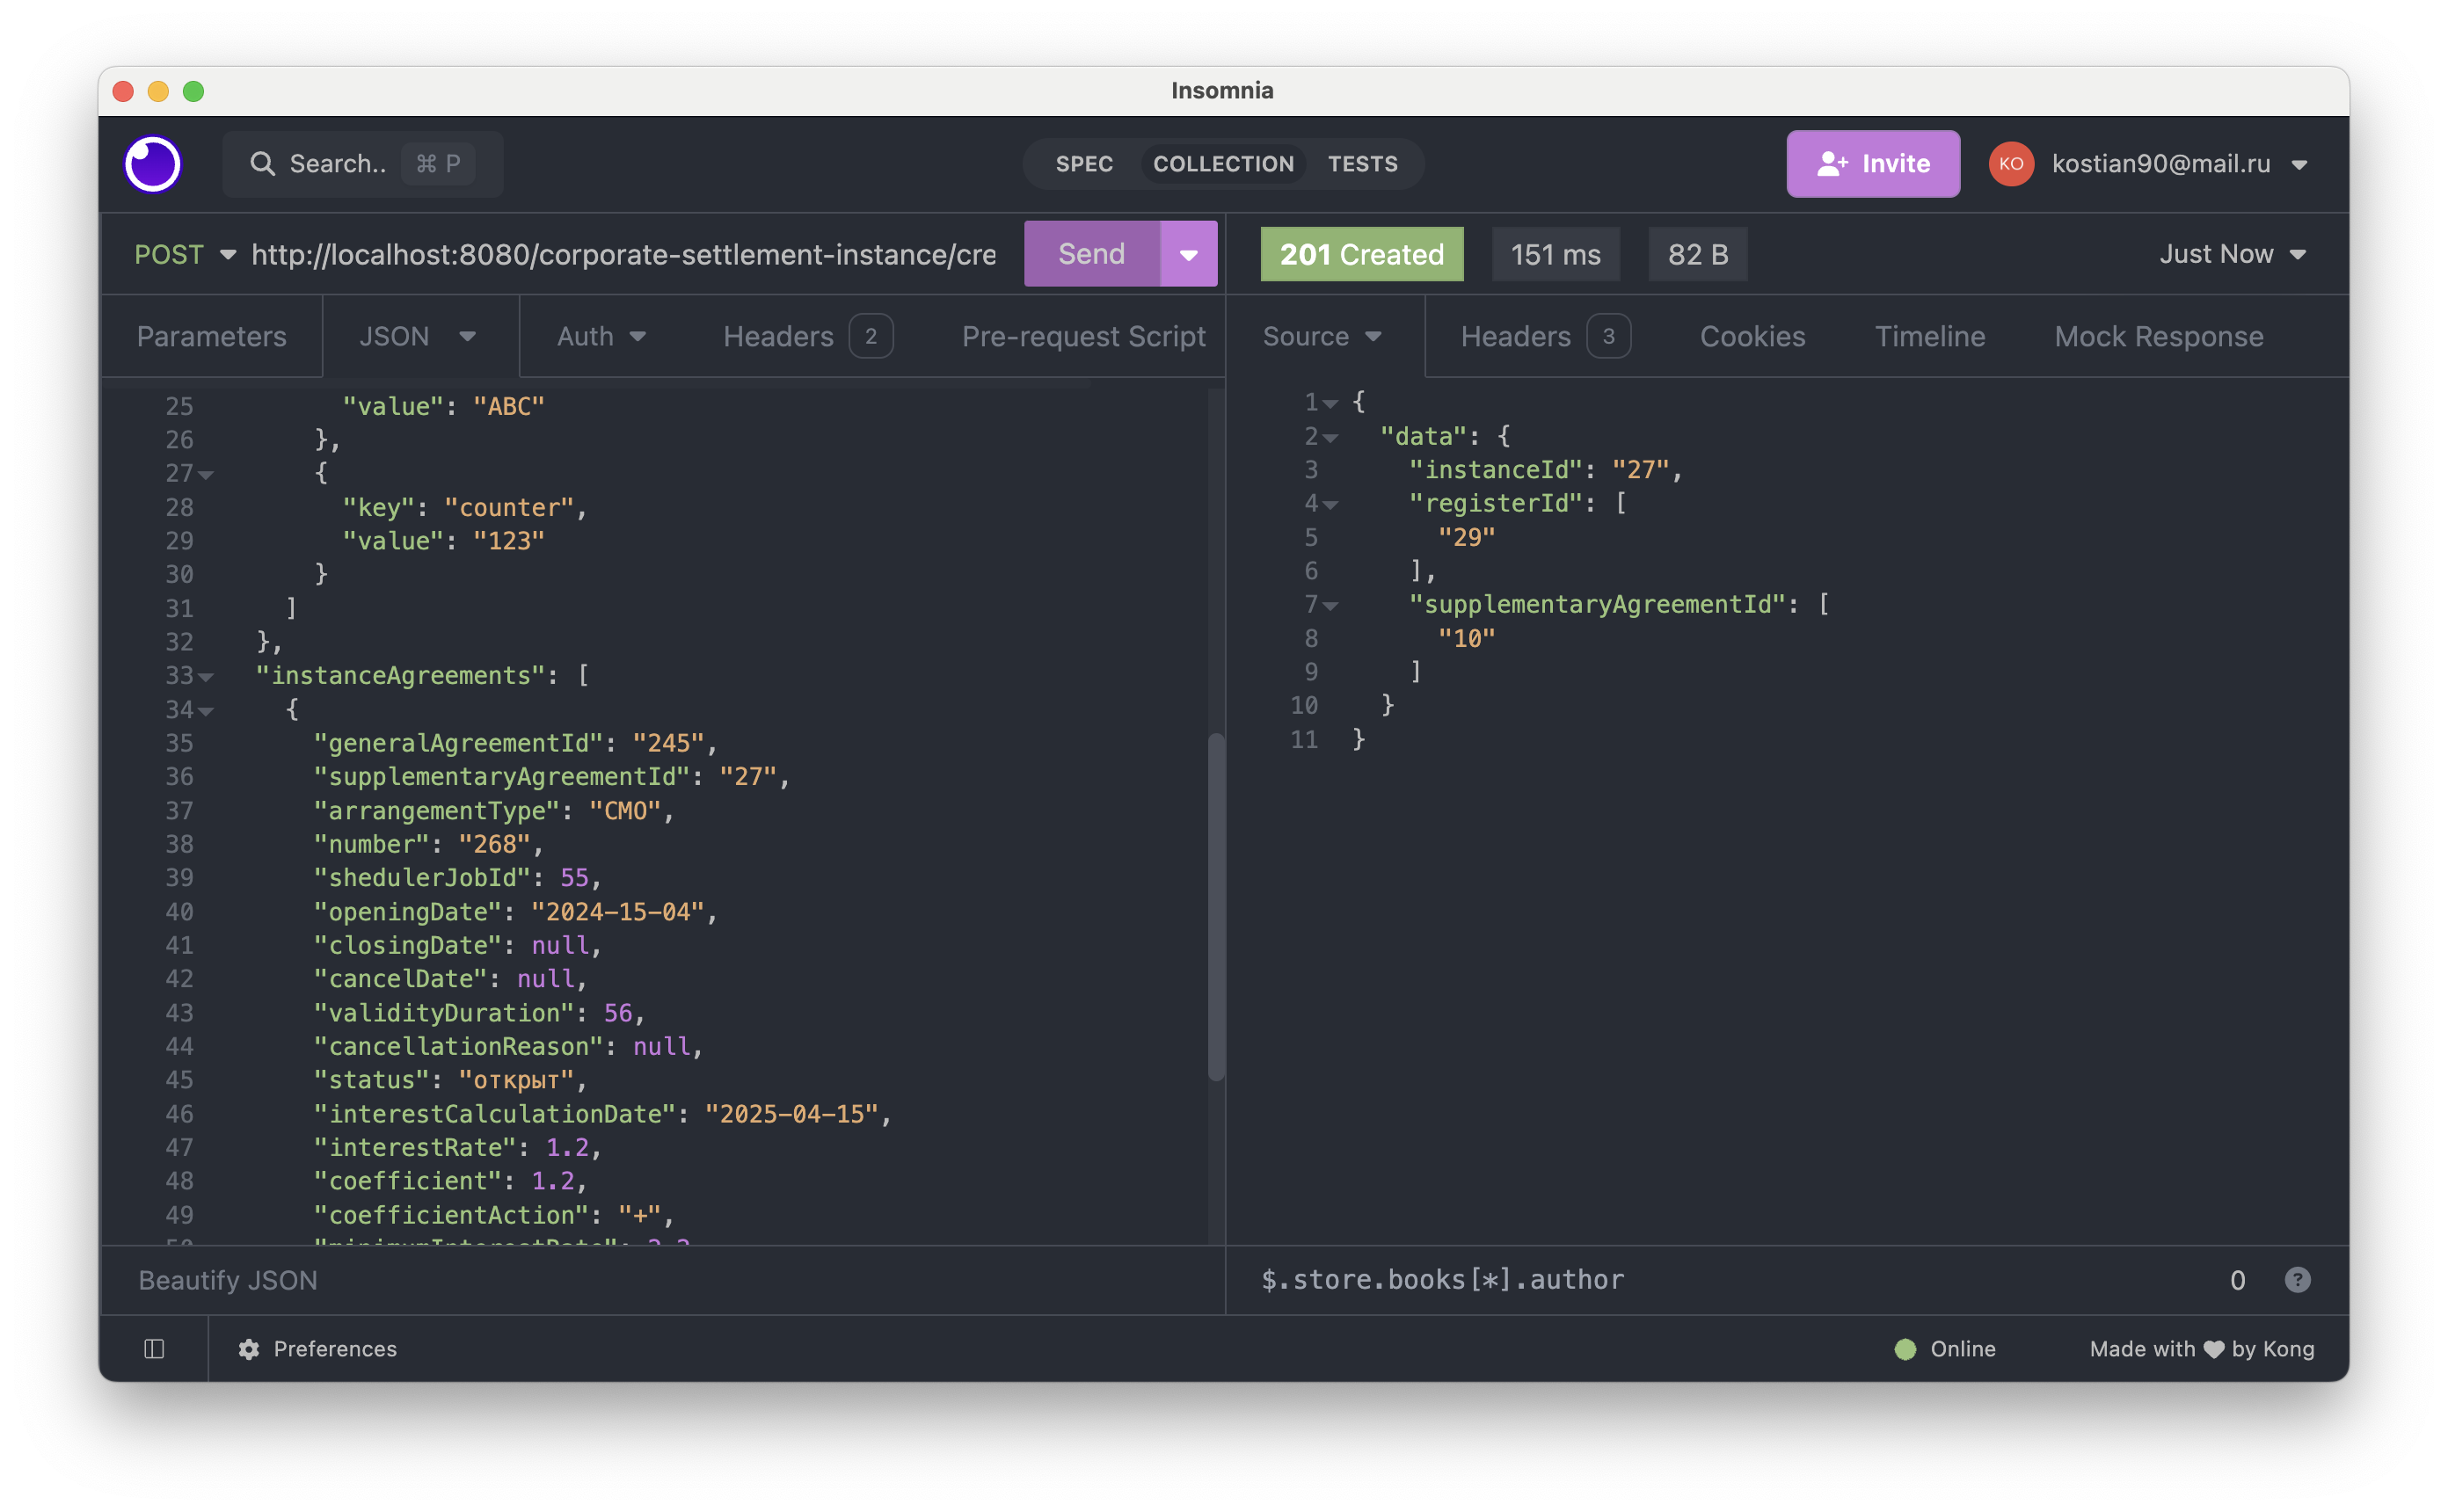 Insomnia
Search.. ⌘ P
SPEC COLLECTION TESTS
Invite
KO kostian90@mail.ru
POST http://localhost:8080/corporate-settlement-instance/cre Send
201 Created 151 ms 82 B Just Now
Parameters JSON Auth Headers 2 Pre-request Script
Source Headers 3 Cookies Timeline Mock Response
25 "value": "ABC"
26 },
27 {
28 "key": "counter",
29 "value": "123"
30 }
31 ]
32 },
33 "instanceAgreements": [
34 {
35 "generalAgreementId": "245",
36 "supplementaryAgreementId": "27",
37 "arrangementType": "CMO",
38 "number": "268",
39 "shedulerJobId": 55,
40 "openingDate": "2024-15-04",
41 "closingDate": null,
42 "cancelDate": null,
43 "validityDuration": 56,
44 "cancellationReason": null,
45 "status": "открыт",
46 "interestCalculationDate": "2025-04-15",
47 "interestRate": 1.2,
48 "coefficient": 1.2,
49 "coefficientAction": "+",
1 {
2 "data": {
3 "instanceId": "27",
4 "registerId": [
5 "29"
6 ],
7 "supplementaryAgreementId": [
8 "10"
9 ]
10 }
11 }
Beautify JSON
$.store.books[*].author 0 ?
Preferences
Online
Made with ♥ by Kong